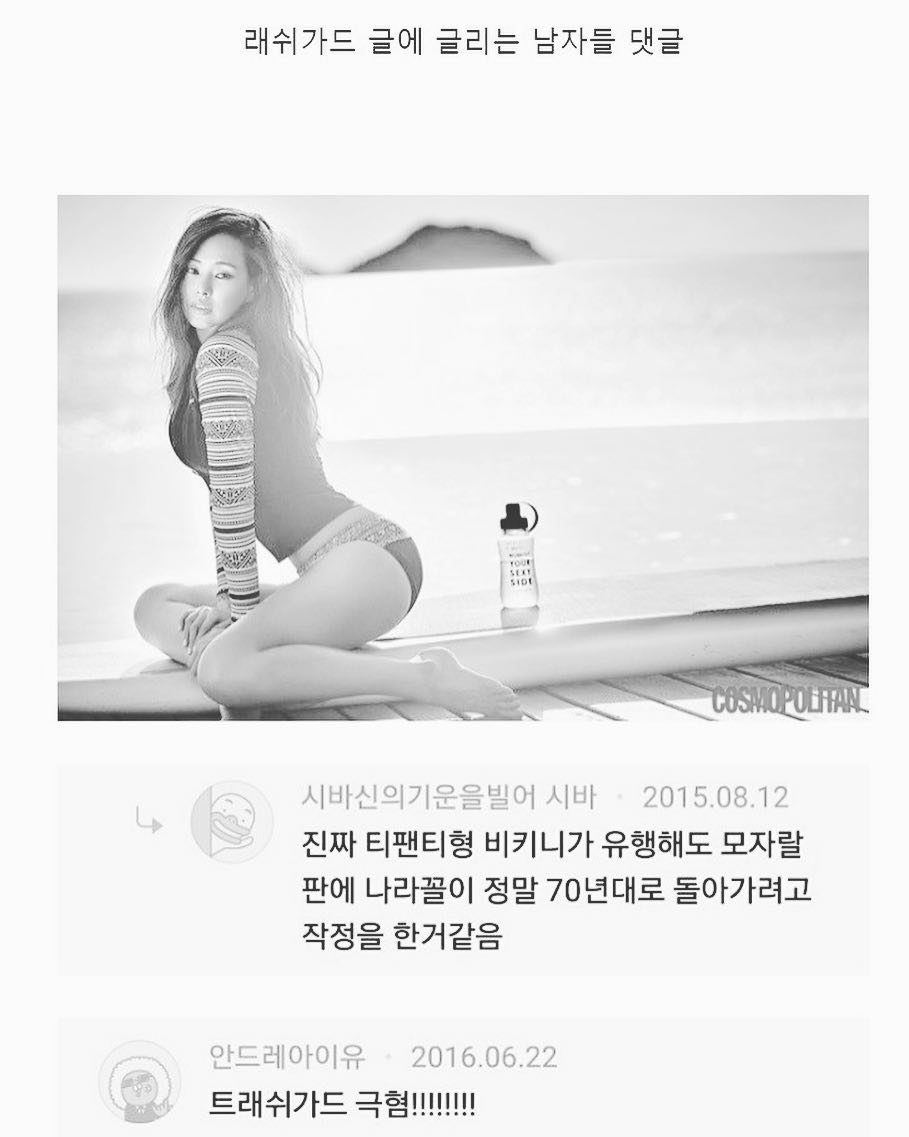 래쉬가드 글에 글리는 남자들 댓글
YOUR
SEXY
SIDE
COSMOPOLITAN
시바신의기운을빌어 시바 · 2015.08.12
진짜 티팬티형 비키니가 유행해도 모자랄
판에 나라꼴이 정말 70년대로 돌아가려고
작정을 한거같음
안드레아이유 · 2016.06.22
트래쉬가드 극혐!!!!!!!!